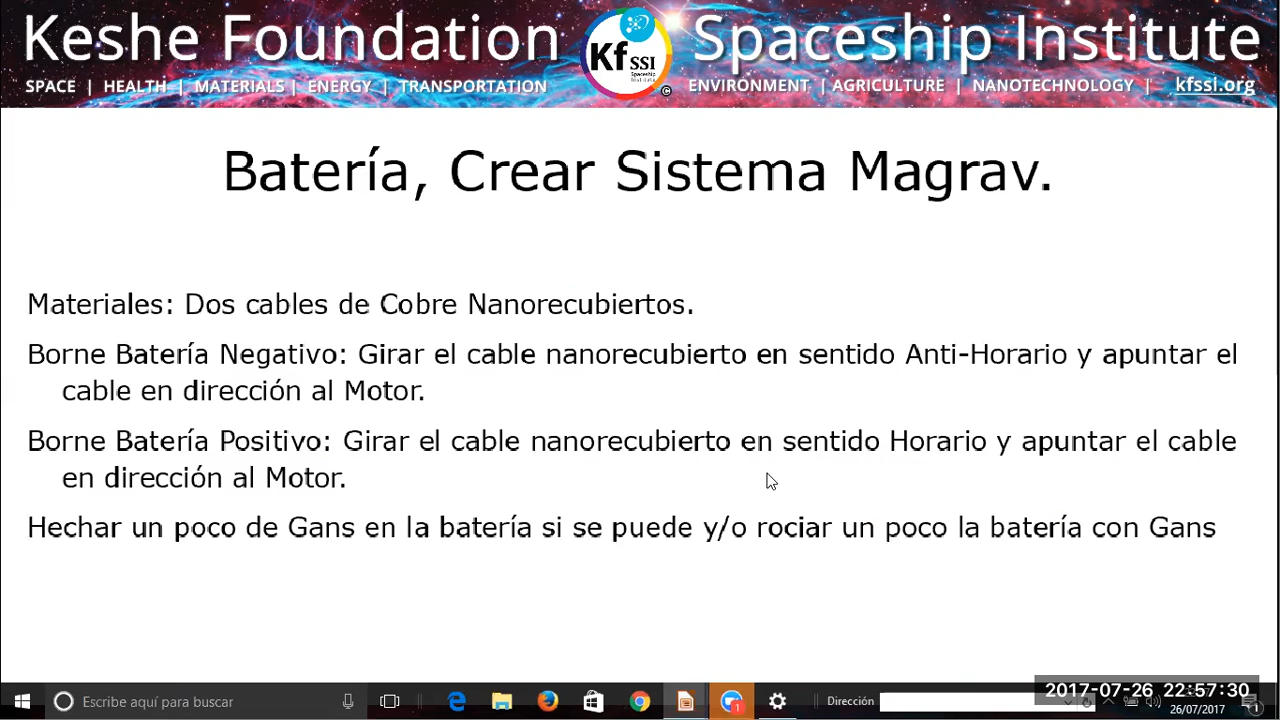 Keshe Foundation Spaceship Institute
Kf SSI
Spaceship Institute
©
SPACE | HEALTH | MATERIALS | ENERGY | TRANSPORTATION
ENVIRONMENT | AGRICULTURE | NANOTECHNOLOGY | kfssi.org
Batería, Crear Sistema Magrav.
Materiales: Dos cables de Cobre Nanorecubiertos.
Borne Batería Negativo: Girar el cable nanorecubierto en sentido Anti-Horario y apuntar el
cable en dirección al Motor.
Borne Batería Positivo: Girar el cable nanorecubierto en sentido Horario y apuntar el cable
en dirección al Motor.
Hechar un poco de Gans en la batería si se puede y/o rociar un poco la batería con Gans
Escribe aquí para buscar
1
Dirección
2017-07-26 22:57:30
26/07/2017
1